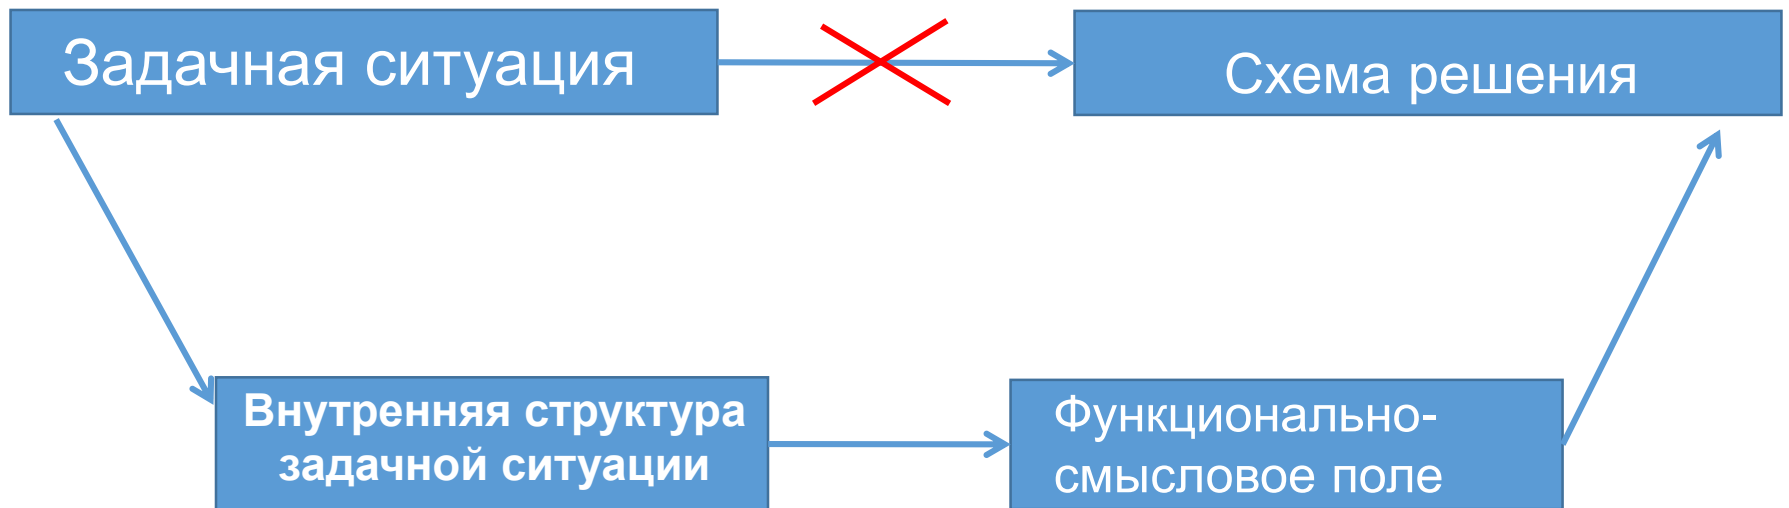 Задачная ситуация
Схема решения
Внутренняя структура
задачной ситуации
Функционально-
смысловое поле